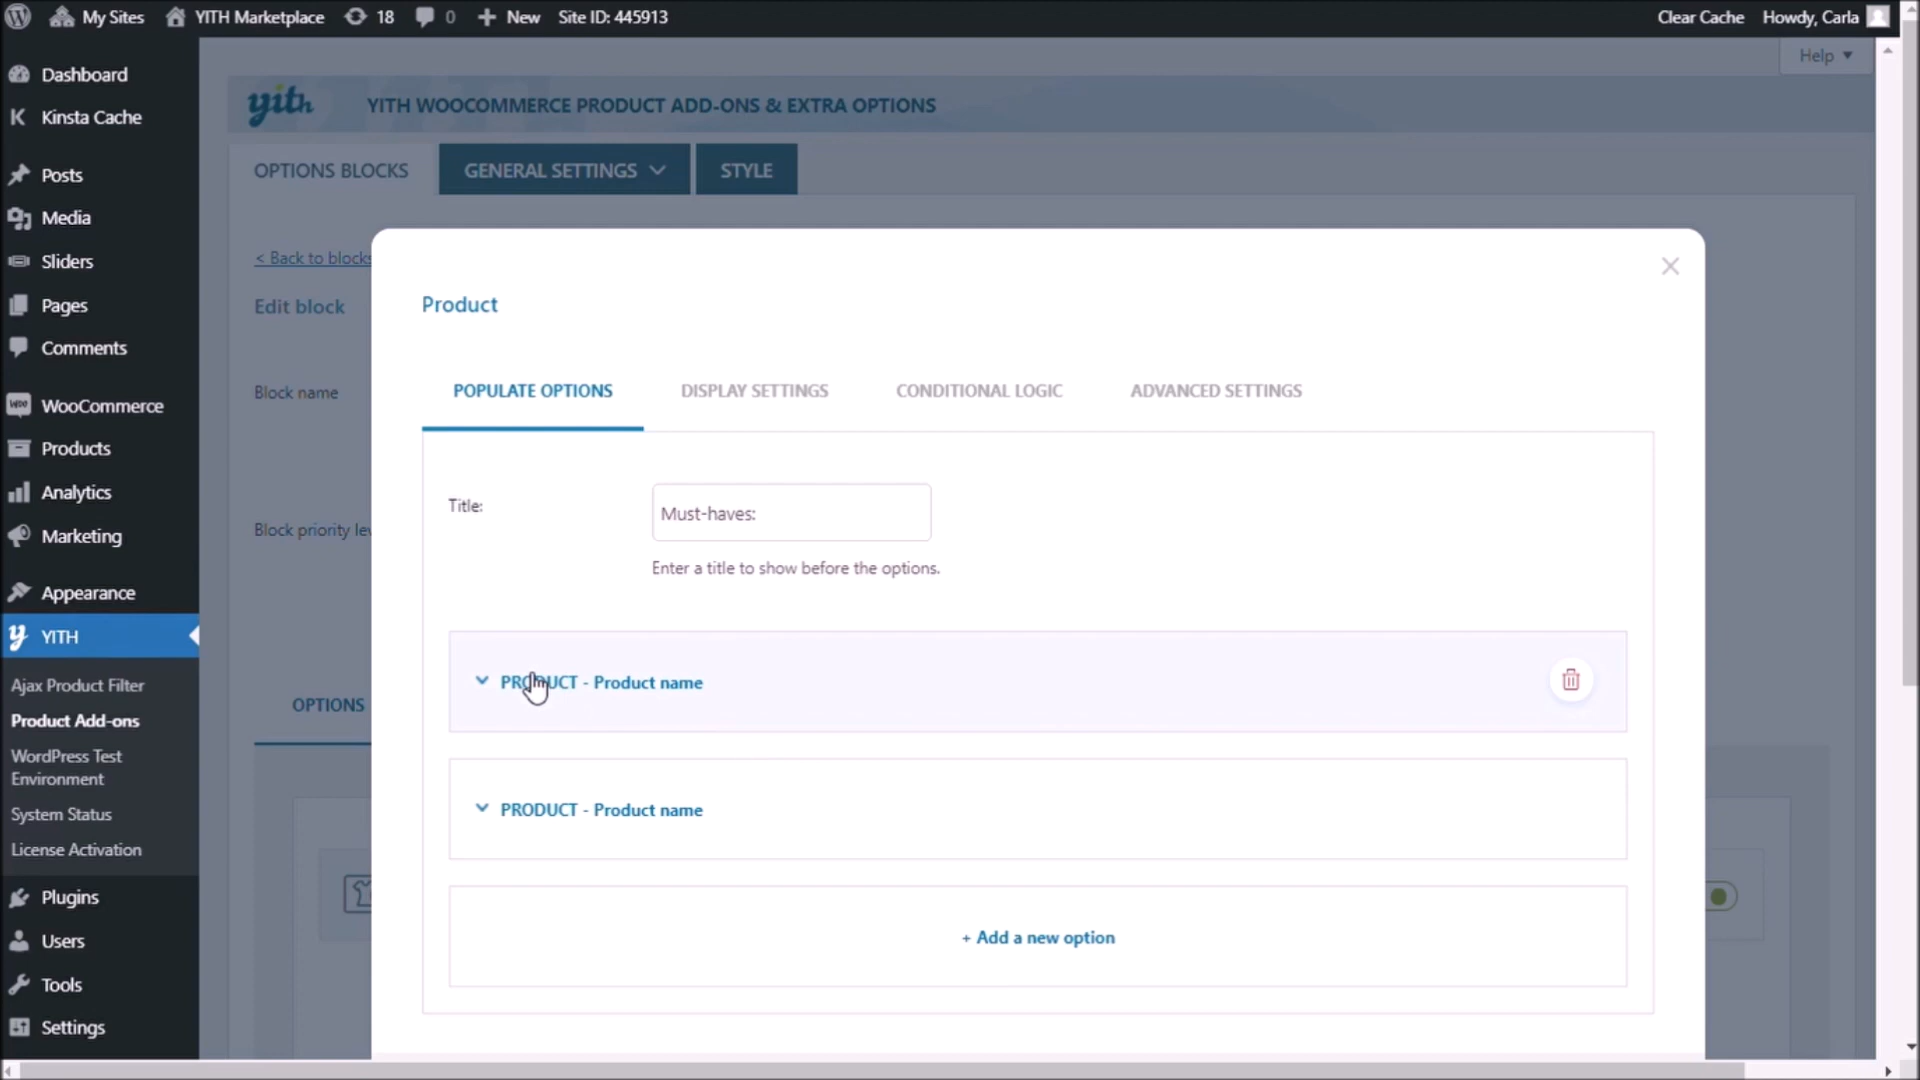 My Sites
YITH Marketplace
18
0
New
Site ID: 445913
Clear Cache
Howdy, Carla
Help
Dashboard
Kinsta Cache
Posts
Media
Sliders
Pages
Comments
WooCommerce
Products
Analytics
Marketing
Appearance
YITH
Ajax Product Filter
Product Add-ons
WordPress Test
Environment
System Status
License Activation
Plugins
Users
Tools
Settings
yith
YITH WOOCOMMERCE PRODUCT ADD-ONS & EXTRA OPTIONS
OPTIONS BLOCKS
GENERAL SETTINGS
STYLE
< Back to blocks
Edit block
Block name
Block priority lev
OPTIONS
Product
POPULATE OPTIONS
DISPLAY SETTINGS
CONDITIONAL LOGIC
ADVANCED SETTINGS
Title:
Must-haves:
Enter a title to show before the options.
PRODUCT - Product name
PRODUCT - Product name
+ Add a new option